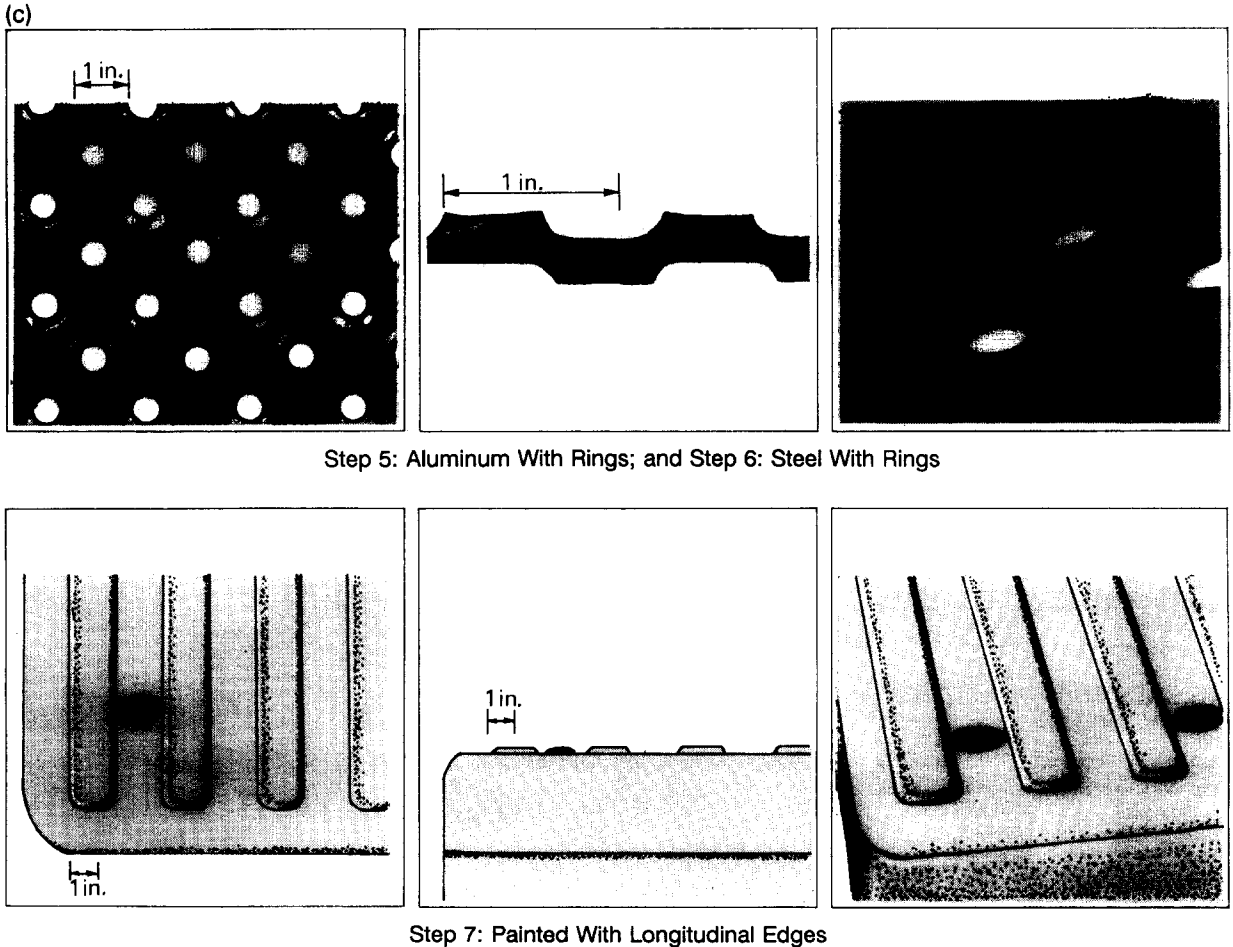 (c)
1 in.
1 in.
Step 5: Aluminum With Rings; and Step 6: Steel With Rings
1 in.
1 in.
Step 7: Painted With Longitudinal Edges